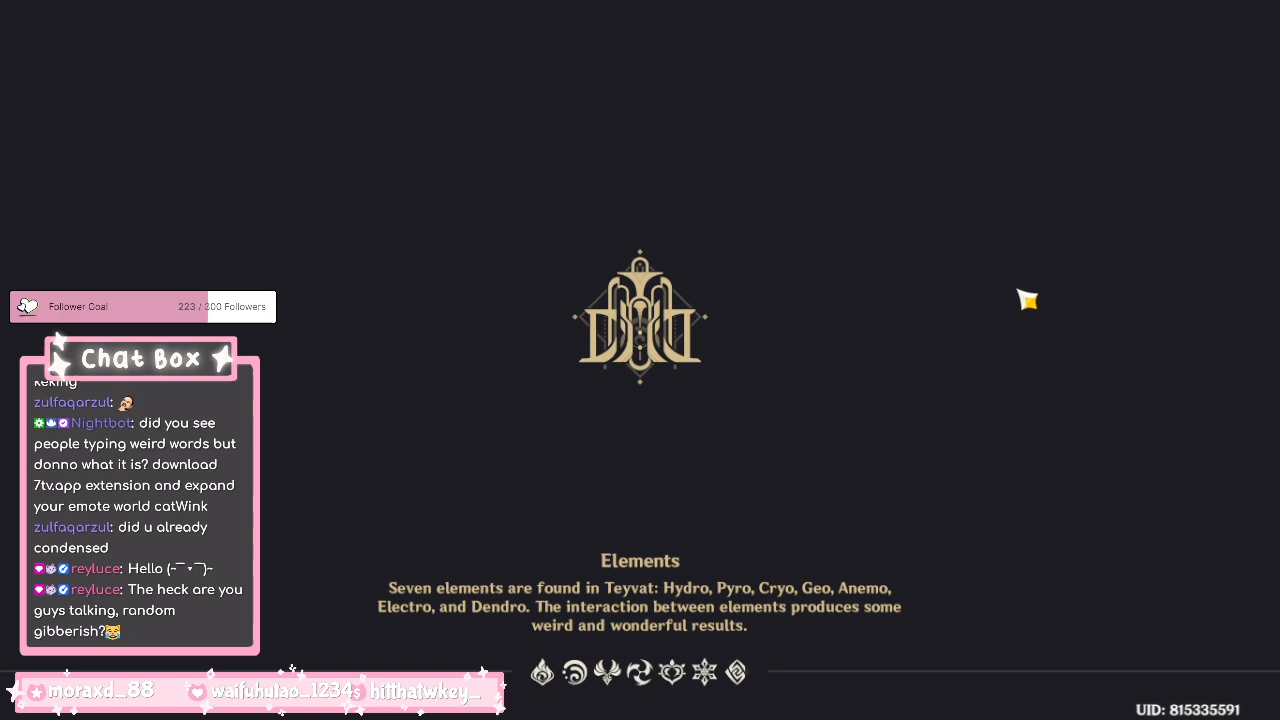 Follower Goal 223 / 300 Followers
Chat Box
keking
zulfaqarzul:
Nightbot: did you see
people typing weird words but
donno what it is? download
7tv.app extension and expand
your emote world catWink
zulfaqarzul: did u already
condensed
reyluce: Hello (~‾▾‾)~
reyluce: The heck are you
guys talking, random
gibberish?
Elements
Seven elements are found in Teyvat: Hydro, Pyro, Cryo, Geo, Anemo,
Electro, and Dendro. The interaction between elements produces some
weird and wonderful results.
moraxd_88 waifuhutao_1234 hitthatwkey_
UID: 815335591